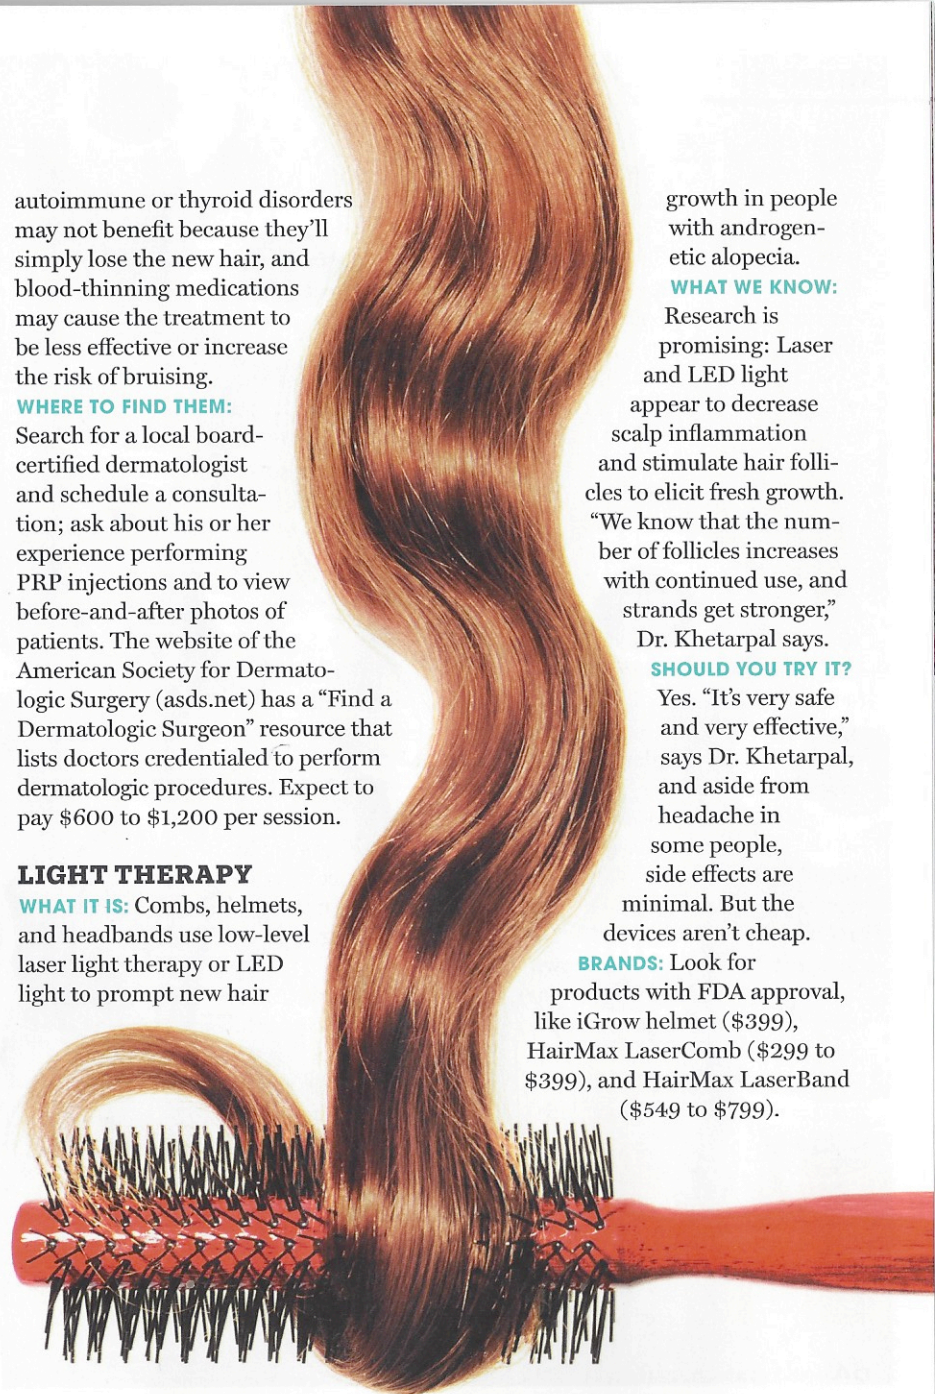 autoimmune or thyroid disorders
may not benefit because they'll
simply lose the new hair, and
blood-thinning medications
may cause the treatment to
be less effective or increase
the risk of bruising.
WHERE TO FIND THEM:
Search for a local board-
certified dermatologist
and schedule a consulta-
tion; ask about his or her
experience performing
PRP injections and to view
before-and-after photos of
patients. The website of the
American Society for Dermato-
logic Surgery (asds.net) has a “Find a
Dermatologic Surgeon” resource that
lists doctors credentialed to perform
dermatologic procedures. Expect to
pay $600 to $1,200 per session.
LIGHT THERAPY
WHAT IT IS: Combs, helmets,
and headbands use low-level
laser light therapy or LED
light to prompt new hair
growth in people
with androgen-
etic alopecia.
WHAT WE KNOW:
Research is
promising: Laser
and LED light
appear to decrease
scalp inflammation
and stimulate hair folli-
cles to elicit fresh growth.
“We know that the num-
ber of follicles increases
with continued use, and
strands get stronger,”
Dr. Khetarpal says.
SHOULD YOU TRY IT?
Yes. “It's very safe
and very effective,”
says Dr. Khetarpal,
and aside from
headache in
some people,
side effects are
minimal. But the
devices aren't cheap.
BRANDS: Look for
products with FDA approval,
like iGrow helmet ($399),
HairMax LaserComb ($299 to
$399), and HairMax LaserBand
($549 to $799).